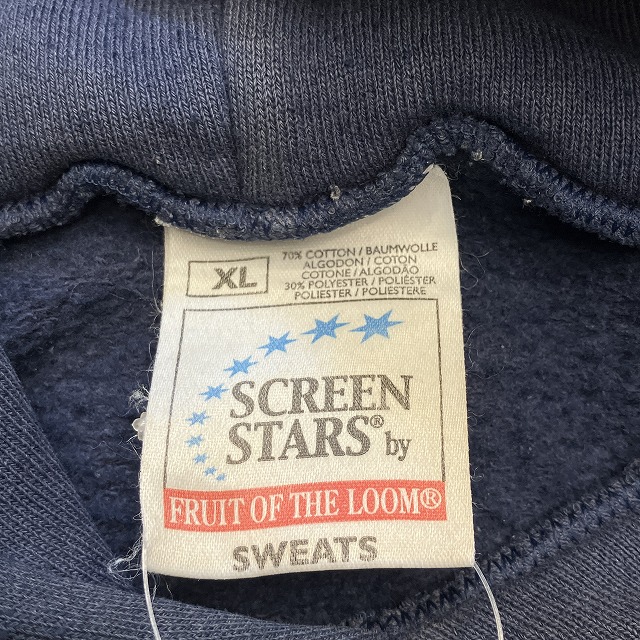 XL
70% COTTON / BAUMWOLLE
ALGODON / COTON
COTONE / ALGODÃO
30% POLYESTER / POLIÉSTER
POLIESTER / POLIESTERE
SCREEN
STARS® by
FRUIT OF THE LOOM®
SWEATS